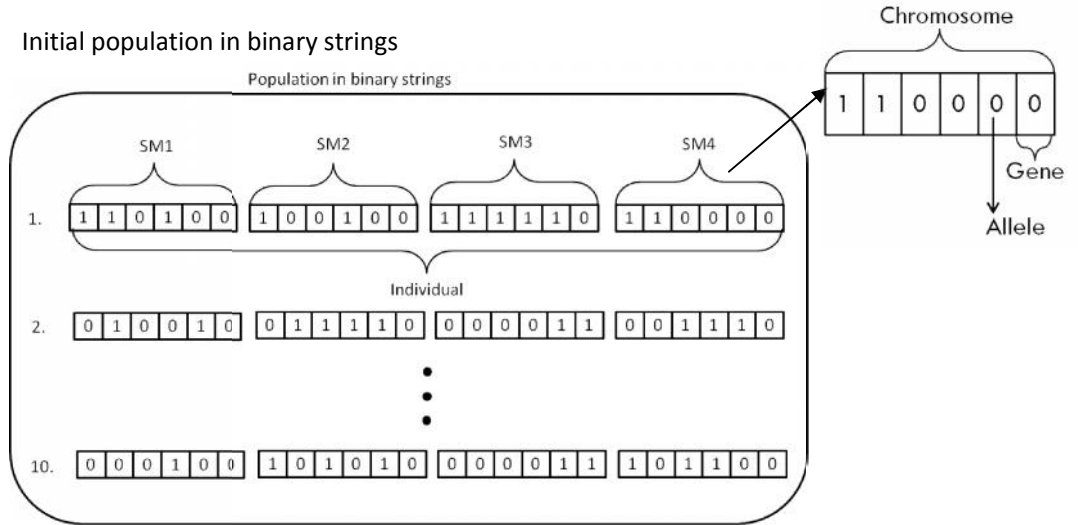 Chromosome
Initial population in binary strings
Population in binary strings
1 1 0 0 0 0
Gene
Allele
SM1 SM2 SM3 SM4
1. 1 1 0 1 0 0 1 0 0 1 0 0 1 1 1 1 1 0 1 1 0 0 0 0
Individual
2. 0 1 0 0 1 0 0 1 1 1 1 0 0 0 0 0 1 1 0 0 1 1 1 0
10. 0 0 0 1 0 0 1 0 1 0 1 0 0 0 0 0 1 1 1 0 1 1 0 0